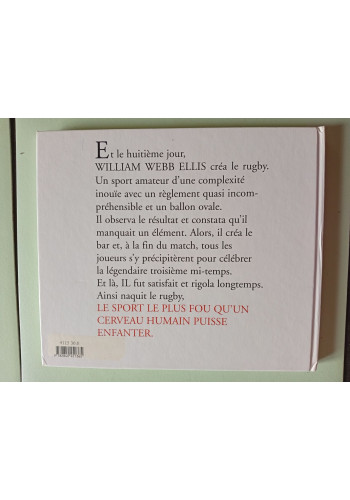 Et le huitième jour,
WILLIAM WEBB ELLIS créa le rugby.
Un sport amateur d'une complexité
inouïe avec un règlement quasi incom-
préhensible et un ballon ovale.
Il observa le résultat et constata qu'il
manquait un élément. Alors, il créa le
bar et, à la fin du match, tous les
joueurs s'y précipitèrent pour célébrer
la légendaire troisième mi-temps.
Et là, IL fut satisfait et rigola longtemps.
Ainsi naquit le rugby,
LE SPORT LE PLUS FOU QU'UN
CERVEAU HUMAIN PUISSE
ENFANTER.